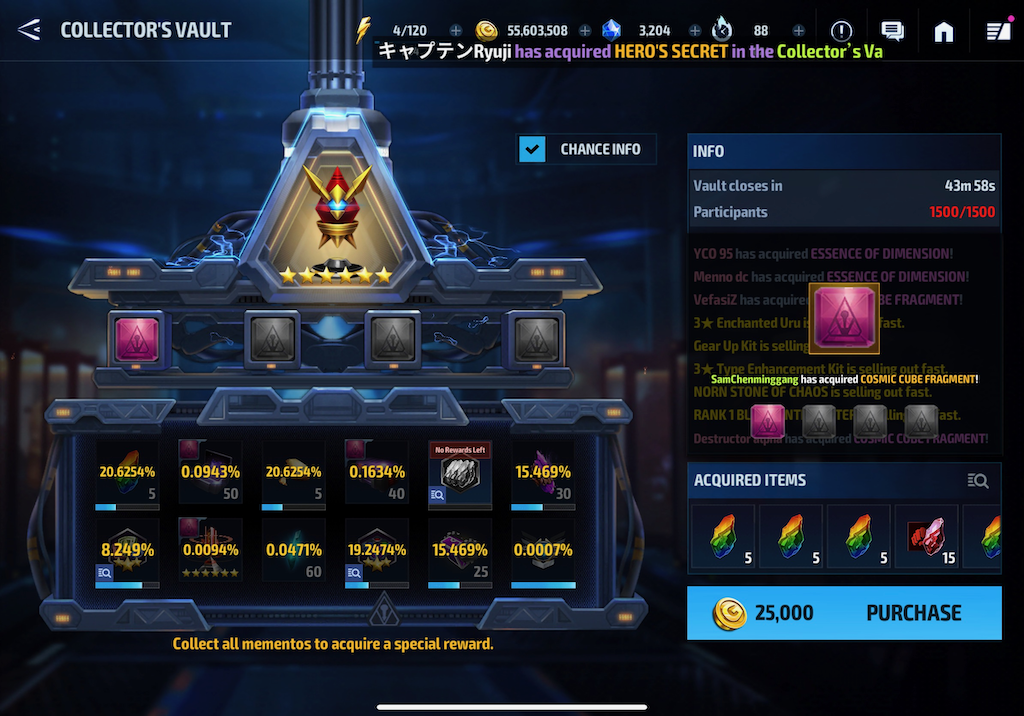 COLLECTOR'S VAULT
4/120
55,603,508
3,204
88
キャプテンRyuji has acquired HERO'S SECRET in the Collector's Va
CHANCE INFO
INFO
Vault closes in 43m 58s
Participants 1500/1500
YCO 95 has acquired ESSENCE OF DIMENSION!
Menno dc has acquired ESSENCE OF DIMENSION!
VefasiZ has acquired BE FRAGMENT!
3★ Enchanted Uru is fast.
Gear Up Kit is selling
3★ Type Enhancement Kit is selling out fast.
SamChenminggang has acquired COSMIC CUBE FRAGMENT!
NORN STONE OF CHAOS is selling out fast.
RANK 1 fast.
Destructor alpha has acquired COSMIC CUBE FRAGMENT!
20.6254% 5
0.0943% 50
20.6254% 5
0.1634% 40
No Rewards Left
15.469% 30
8.249%
0.0094%
0.0471% 60
19.2474%
15.469% 25
0.0007%
Collect all mementos to acquire a special reward.
ACQUIRED ITEMS
5
5
5
15
25,000 PURCHASE